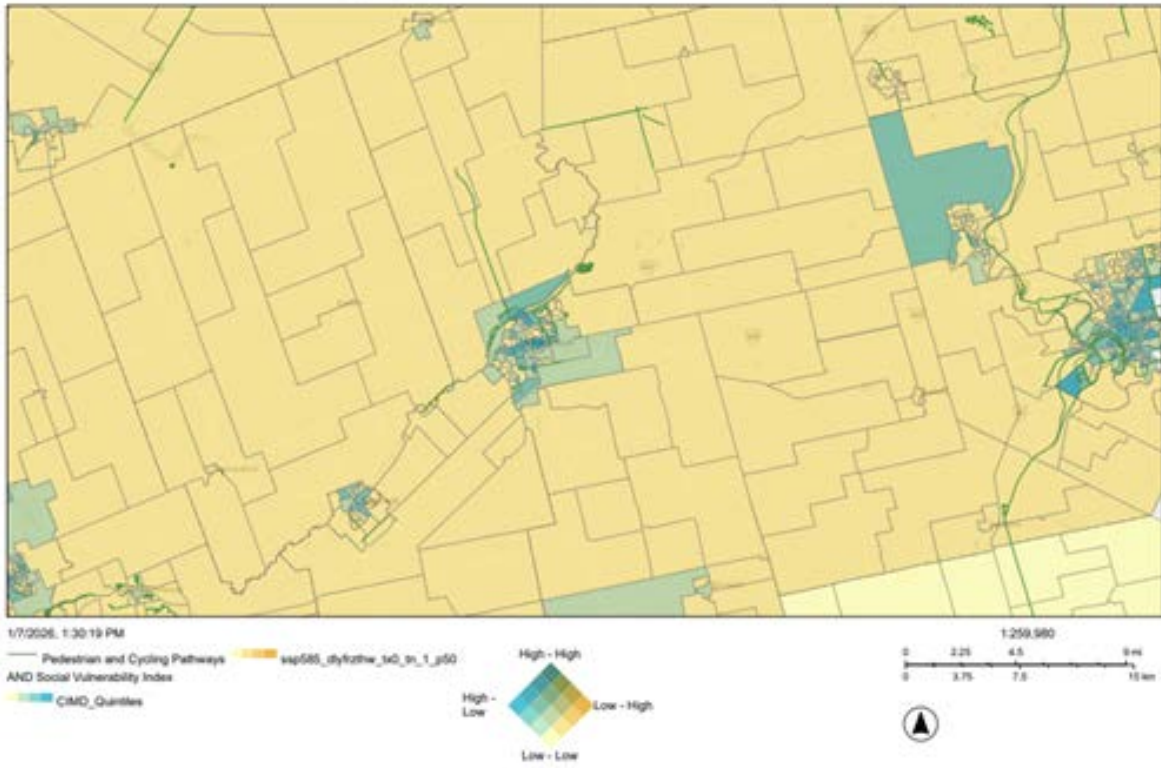 1/7/2026, 1:30:19 PM
1:259,980
Pedestrian and Cycling Pathways
ssp585_dlyfrzthw_tx0_tn_1_p50
AND Social Vulnerability Index
CIMD_Quintiles
High - High
High - Low
Low - High
Low - Low
0 2.25 4.5 9 mi
0 3.75 7.5 15 km